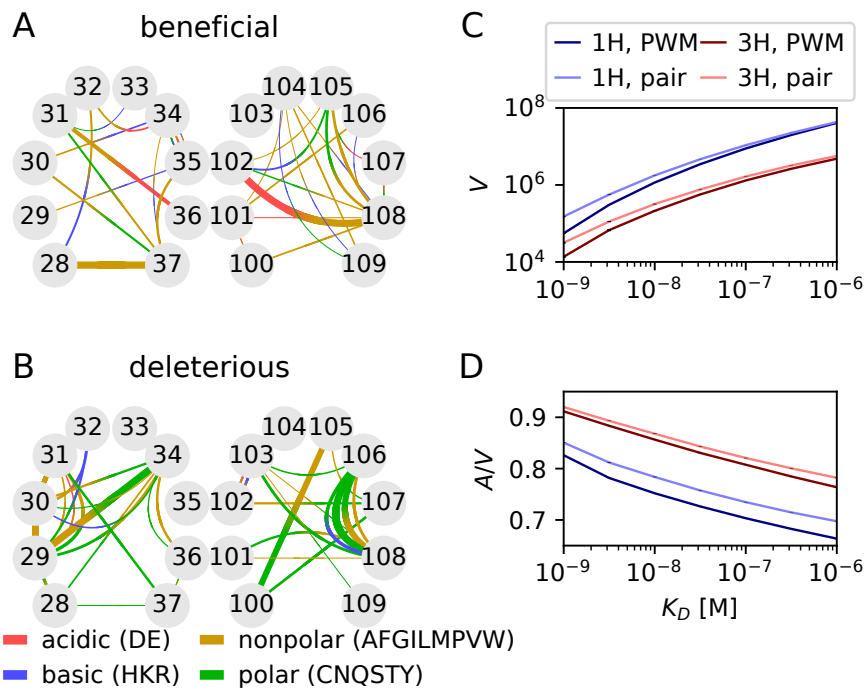 A
beneficial
32 33
31 34
30 35
29 36
28 37
104 105
103 106
102 107
101 108
100 109
B
deleterious
32 33
31 34
30 35
29 36
28 37
104 105
103 106
102 107
101 108
100 109
acidic (DE) nonpolar (AFGILMPVW)
basic (HKR) polar (CNQSTY)
C
1H, PWM 3H, PWM
1H, pair 3H, pair
10^8
10^6
10^4
V
10^-9 10^-8 10^-7 10^-6
D
0.9
0.8
0.7
A/V
10^-9 10^-8 10^-7 10^-6
K_D [M]